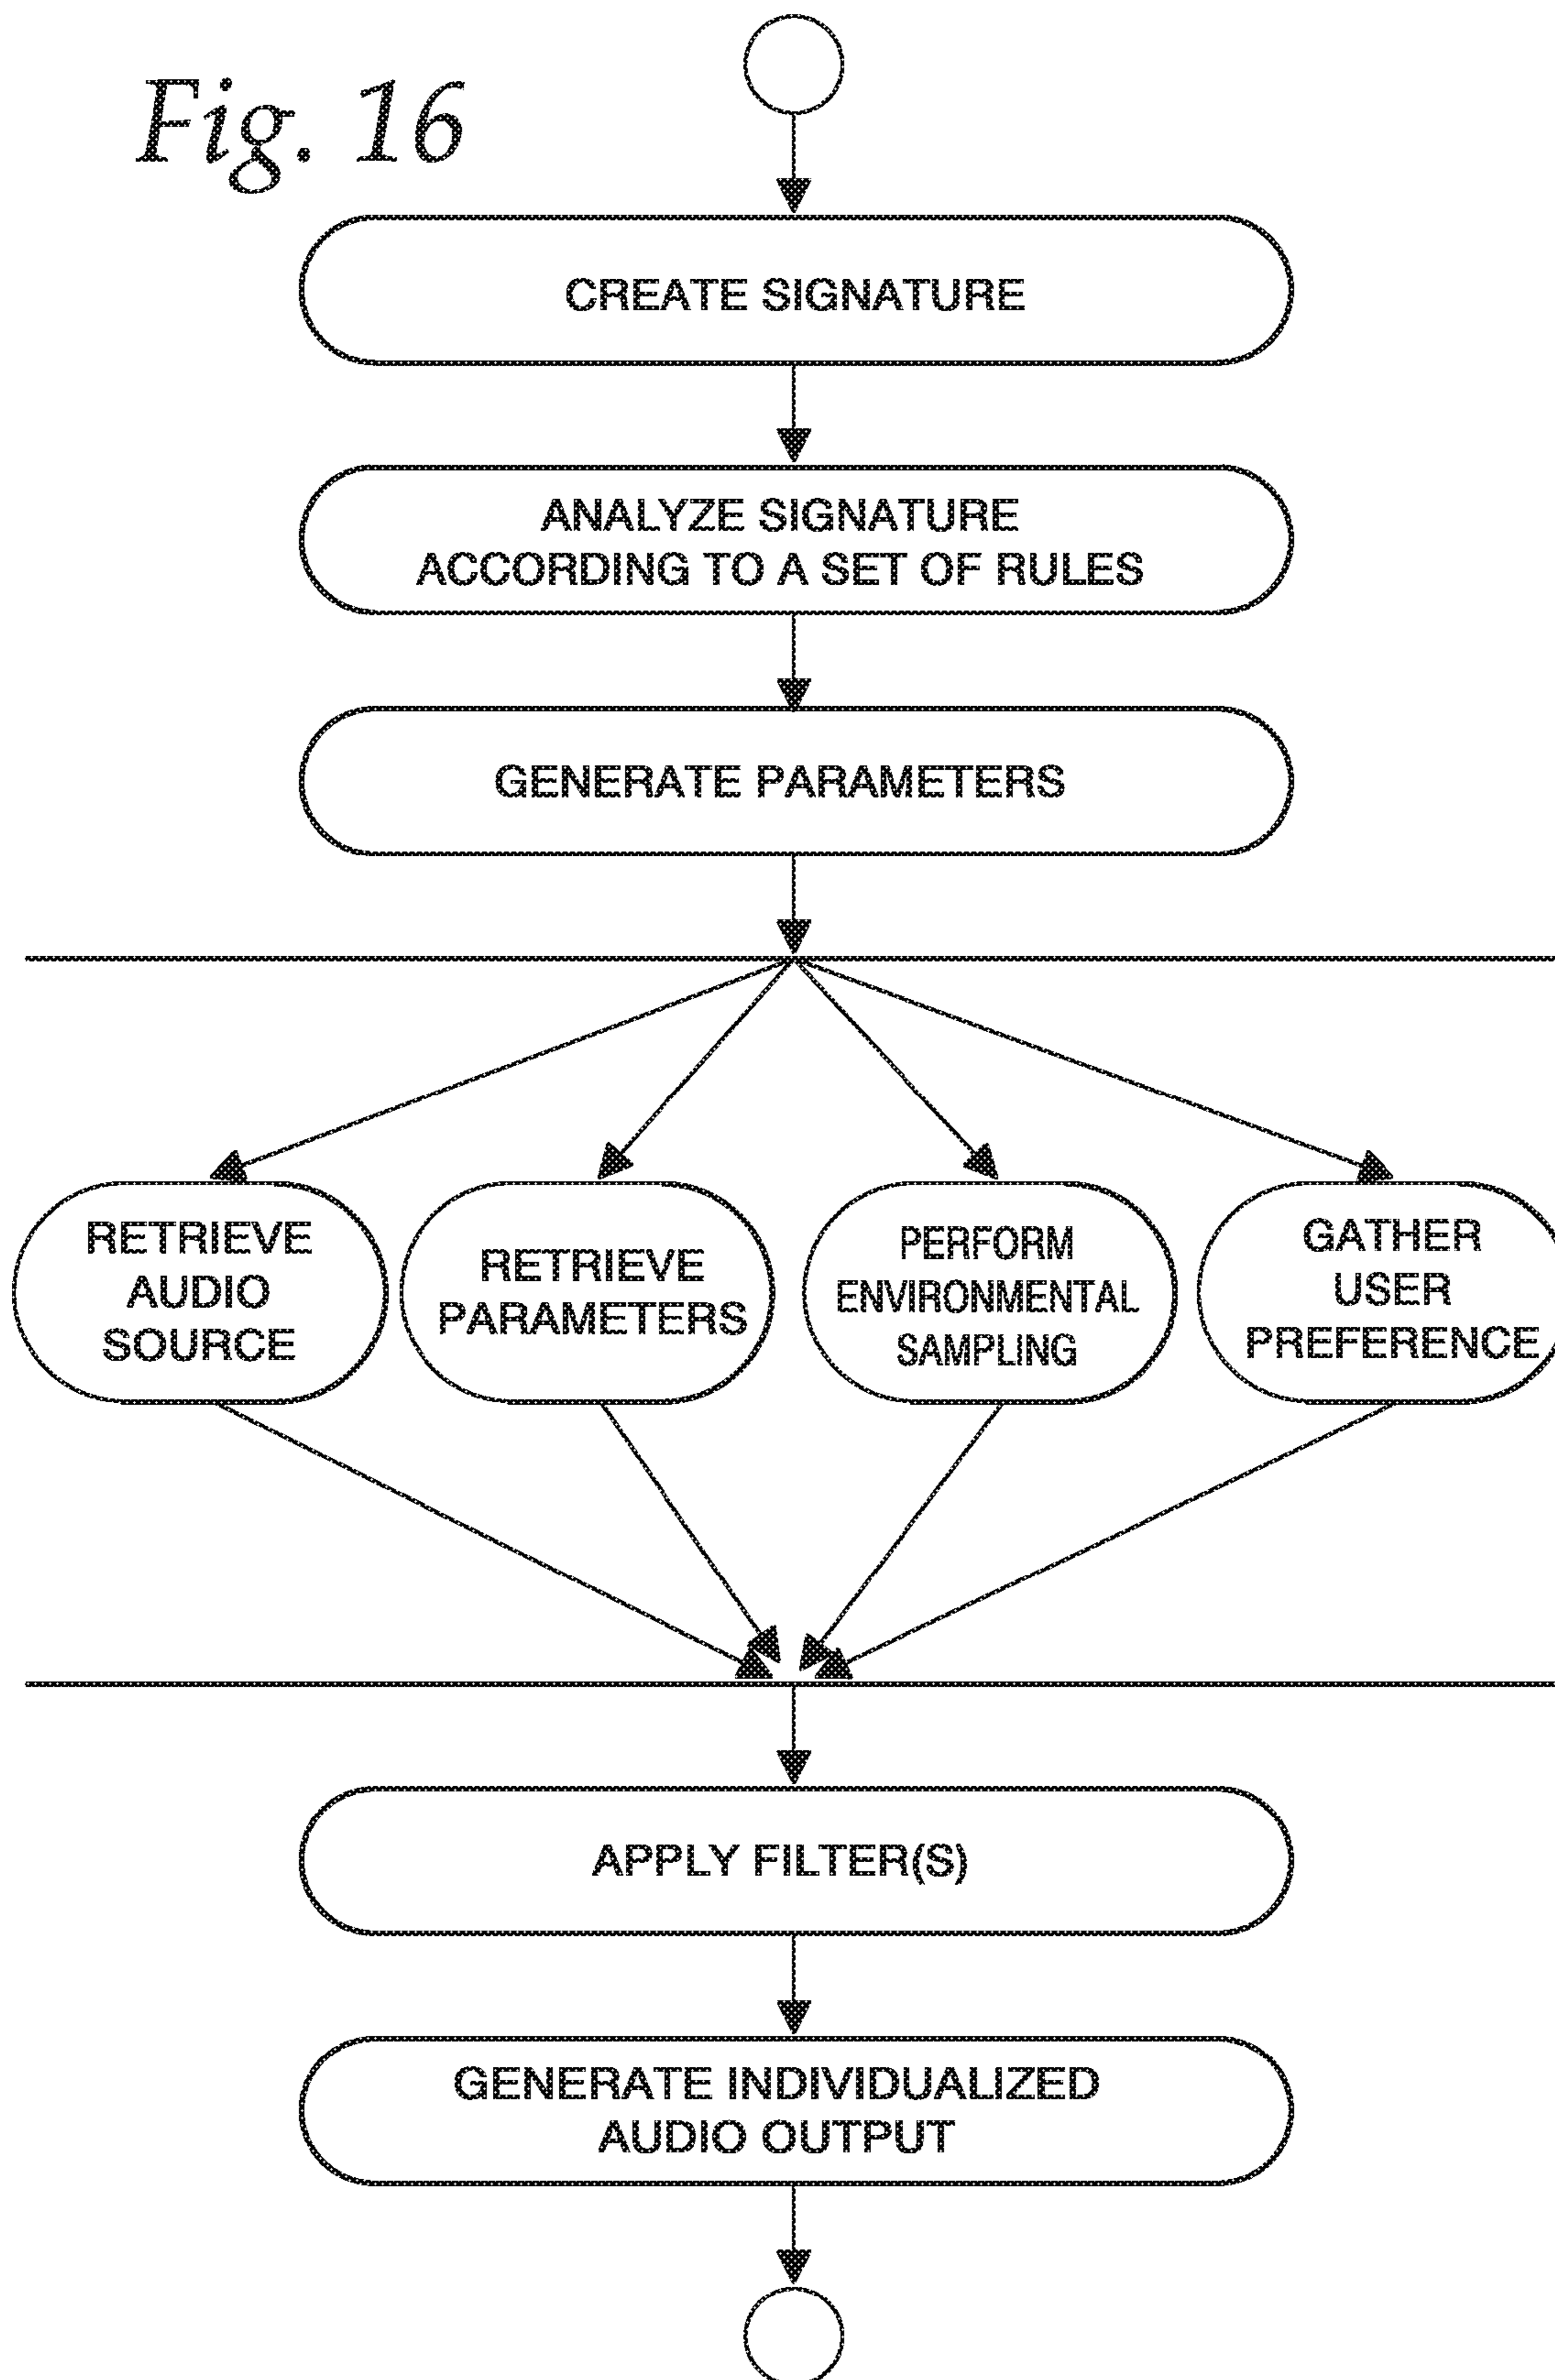 Fig. 16
CREATE SIGNATURE
ANALYZE SIGNATURE
ACCORDING TO A SET OF RULES
GENERATE PARAMETERS
RETRIEVE
AUDIO
SOURCE
RETRIEVE
PARAMETERS
PERFORM
ENVIRONMENTAL
SAMPLING
GATHER
USER
PREFERENCE
APPLY FILTER(S)
GENERATE INDIVIDUALIZED
AUDIO OUTPUT